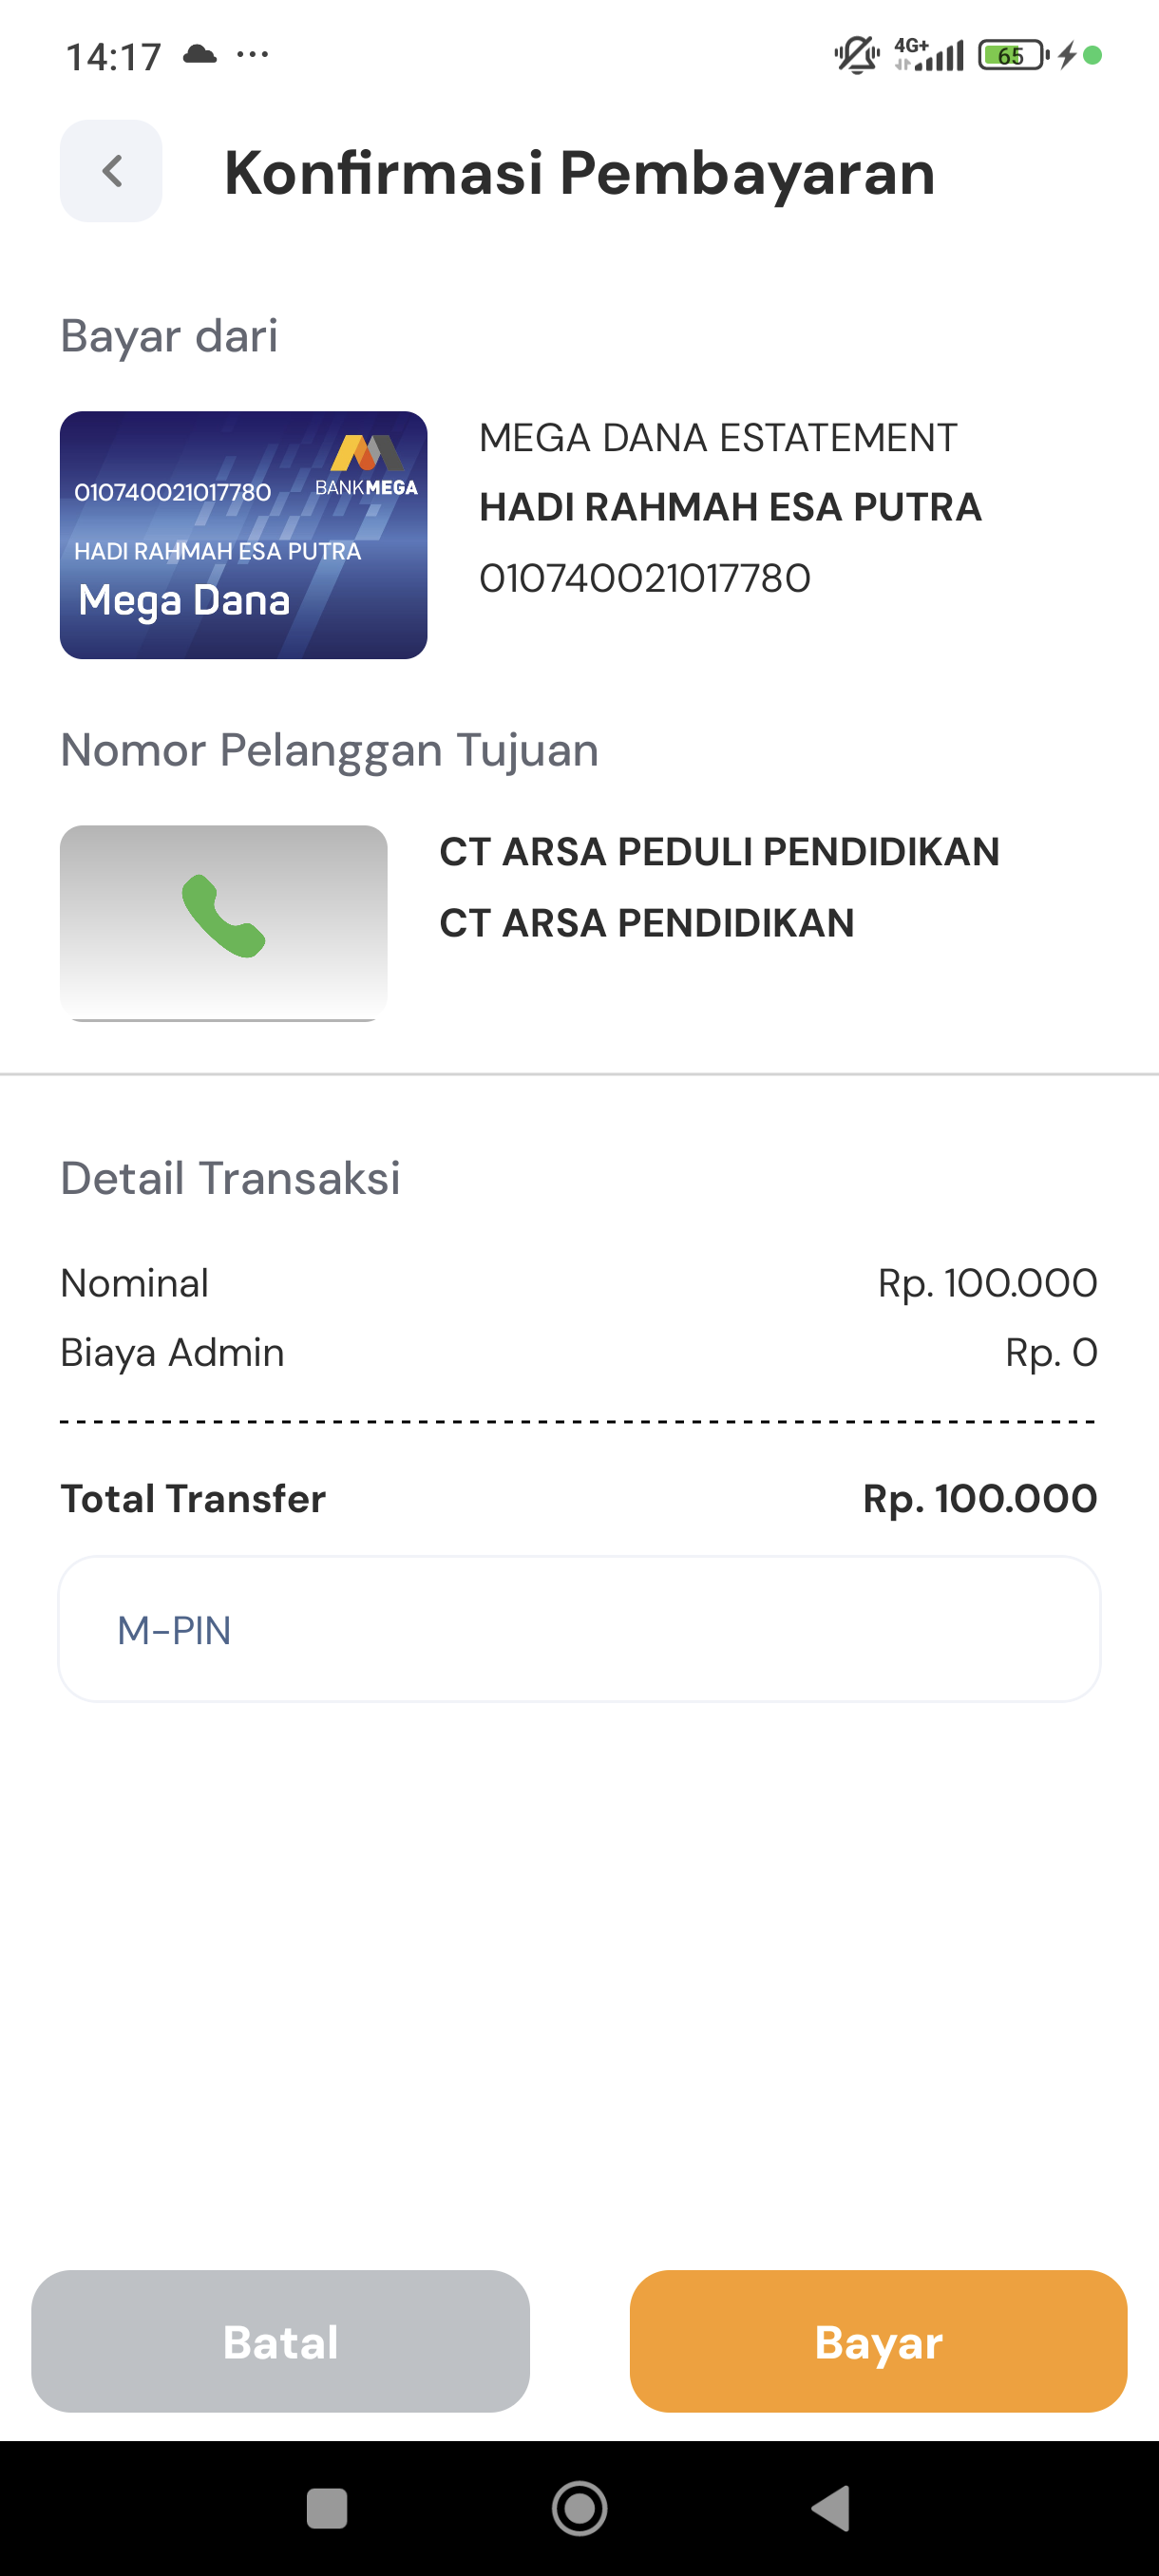 14:17
4G+
65
Konfirmasi Pembayaran
Bayar dari
010740021017780
BANKMEGA
HADI RAHMAH ESA PUTRA
Mega Dana
MEGA DANA ESTATEMENT
HADI RAHMAH ESA PUTRA
010740021017780
Nomor Pelanggan Tujuan
CT ARSA PEDULI PENDIDIKAN
CT ARSA PENDIDIKAN
Detail Transaksi
Nominal Rp. 100.000
Biaya Admin Rp. 0
Total Transfer Rp. 100.000
M-PIN
Batal Bayar